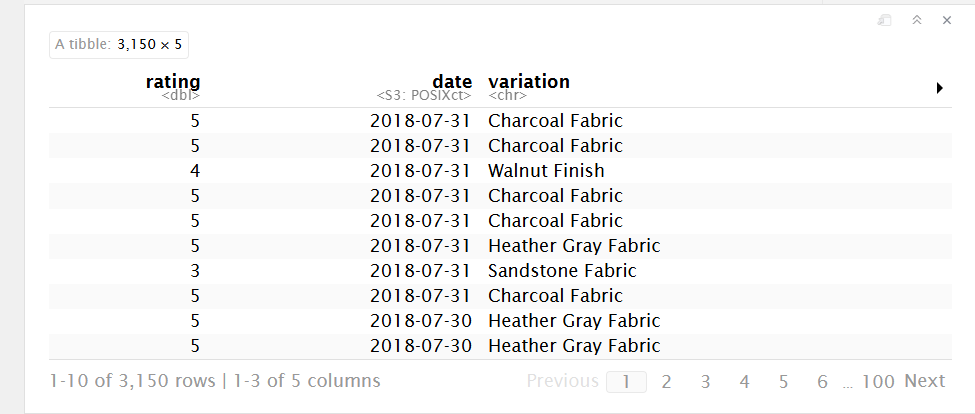 A tibble: 3,150 × 5
rating date variation
<dbl> <S3: POSIXct> <chr>
5 2018-07-31 Charcoal Fabric
5 2018-07-31 Charcoal Fabric
4 2018-07-31 Walnut Finish
5 2018-07-31 Charcoal Fabric
5 2018-07-31 Charcoal Fabric
5 2018-07-31 Heather Gray Fabric
3 2018-07-31 Sandstone Fabric
5 2018-07-31 Charcoal Fabric
5 2018-07-30 Heather Gray Fabric
5 2018-07-30 Heather Gray Fabric
1-10 of 3,150 rows | 1-3 of 5 columns Previous 1 2 3 4 5 6 ... 100 Next